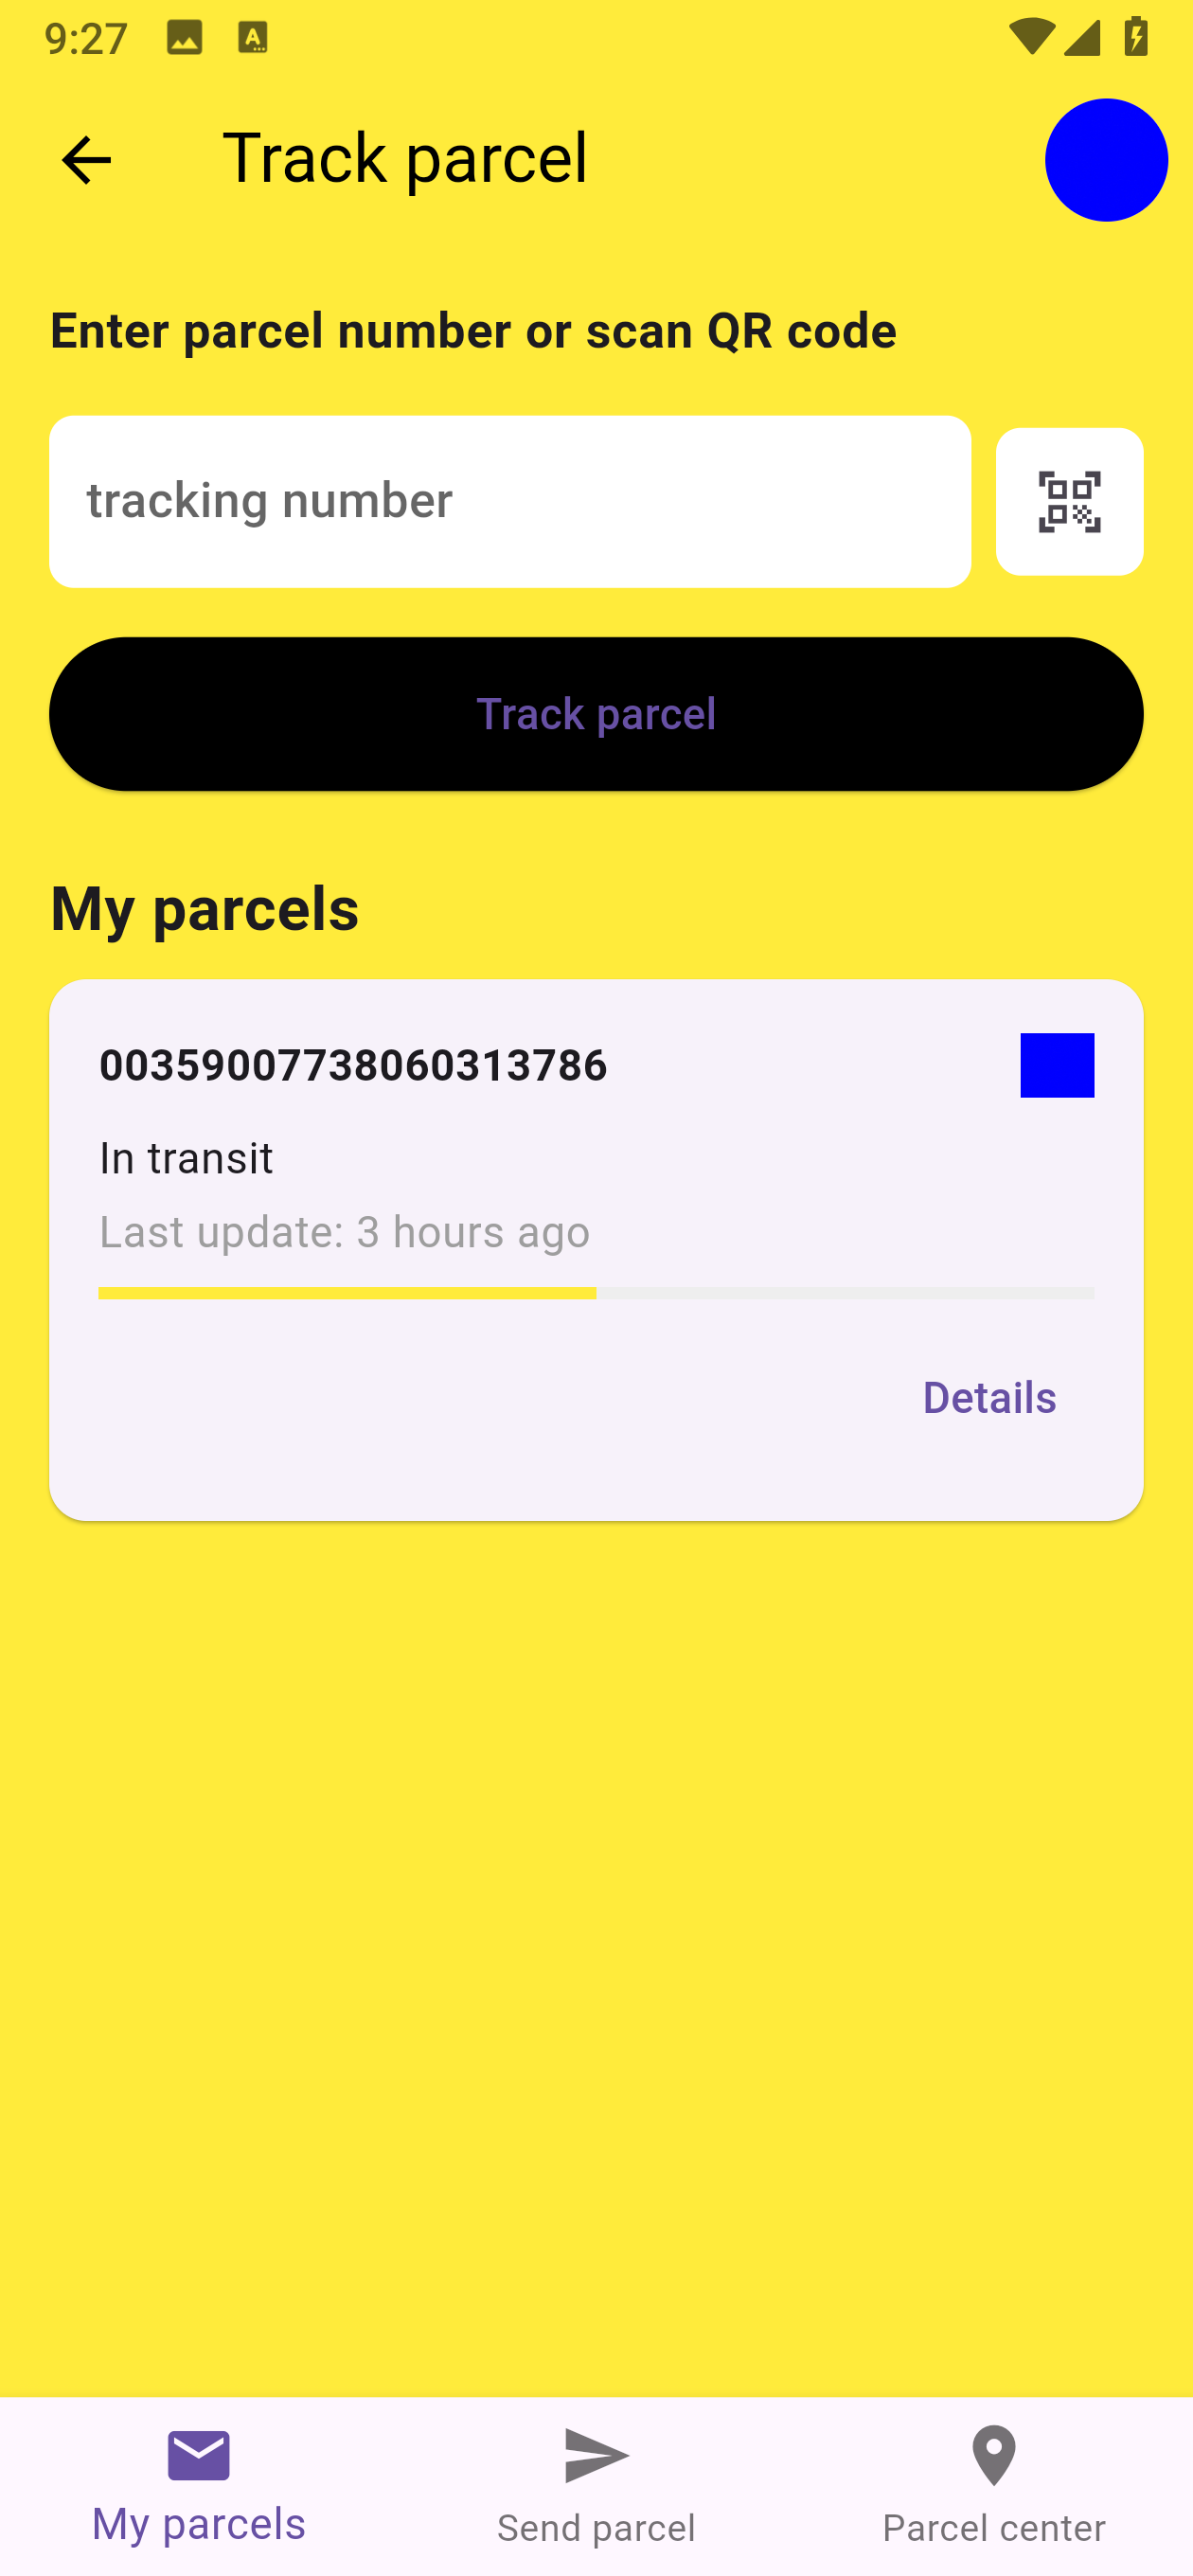 9:27
Track parcel
Enter parcel number or scan QR code
tracking number
Track parcel
My parcels
00359007738060313786
In transit
Last update: 3 hours ago
Details
My parcels
Send parcel
Parcel center